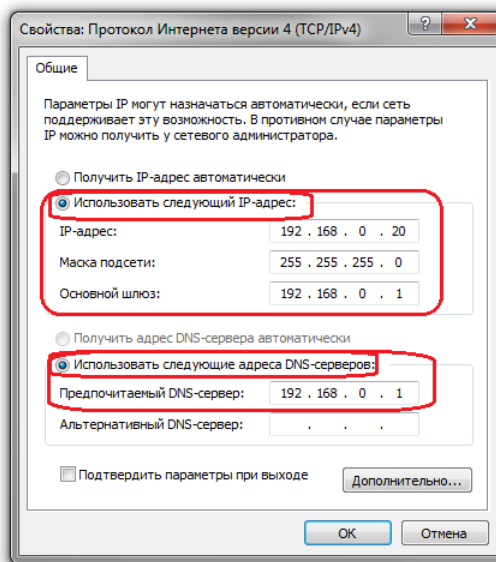 Свойства: Протокол Интернета версии 4 (TCP/IPv4)
Общие
Параметры IP могут назначаться автоматически, если сеть
поддерживает эту возможность. В противном случае параметры
IP можно получить у сетевого администратора.
Получить IP-адрес автоматически
Использовать следующий IP-адрес:
IP-адрес: 192 . 168 . 0 . 20
Маска подсети: 255 . 255 . 255 . 0
Основной шлюз: 192 . 168 . 0 . 1
Получить адрес DNS-сервера автоматически
Использовать следующие адреса DNS-серверов:
Предпочитаемый DNS-сервер: 192 . 168 . 0 . 1
Альтернативный DNS-сервер: . . .
Подтвердить параметры при выходе
Дополнительно...
ОК Отмена